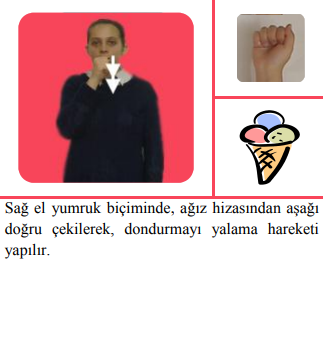 Sağ el yumruk biçiminde, ağız hizasından aşağı
doğru çekilerek, dondurmayı yalama hareketi
yapılır.